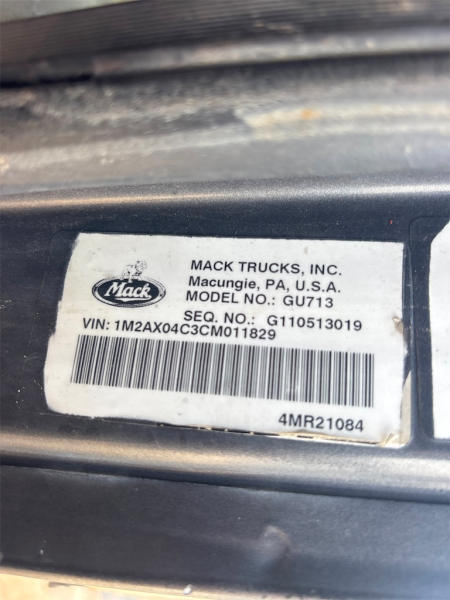 Mack
MACK TRUCKS, INC.
Macungie, PA, U.S.A.
MODEL NO.: GU713
SEQ. NO.: G110513019
VIN: 1M2AX04C3CM011829
4MR21084